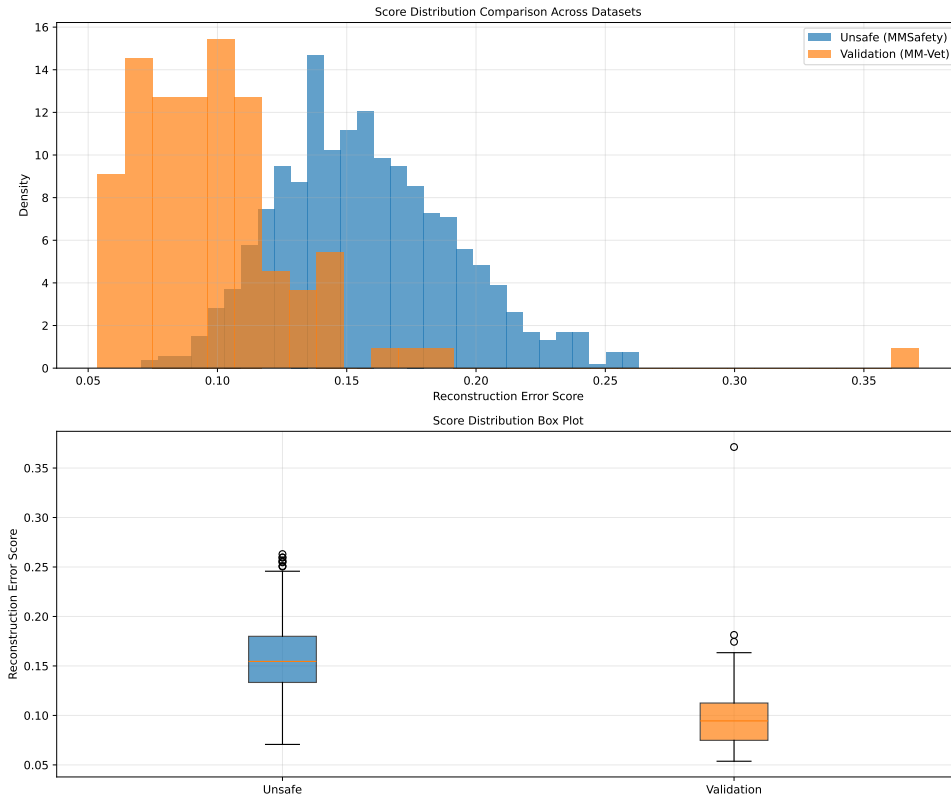 Score Distribution Comparison Across Datasets
Unsafe (MMSafety)
Validation (MM-Vet)
16
14
12
10
8
6
4
2
0
Density
0.05 0.10 0.15 0.20 0.25 0.30 0.35
Reconstruction Error Score
Score Distribution Box Plot
0.35
0.30
0.25
0.20
0.15
0.10
0.05
Reconstruction Error Score
Unsafe Validation